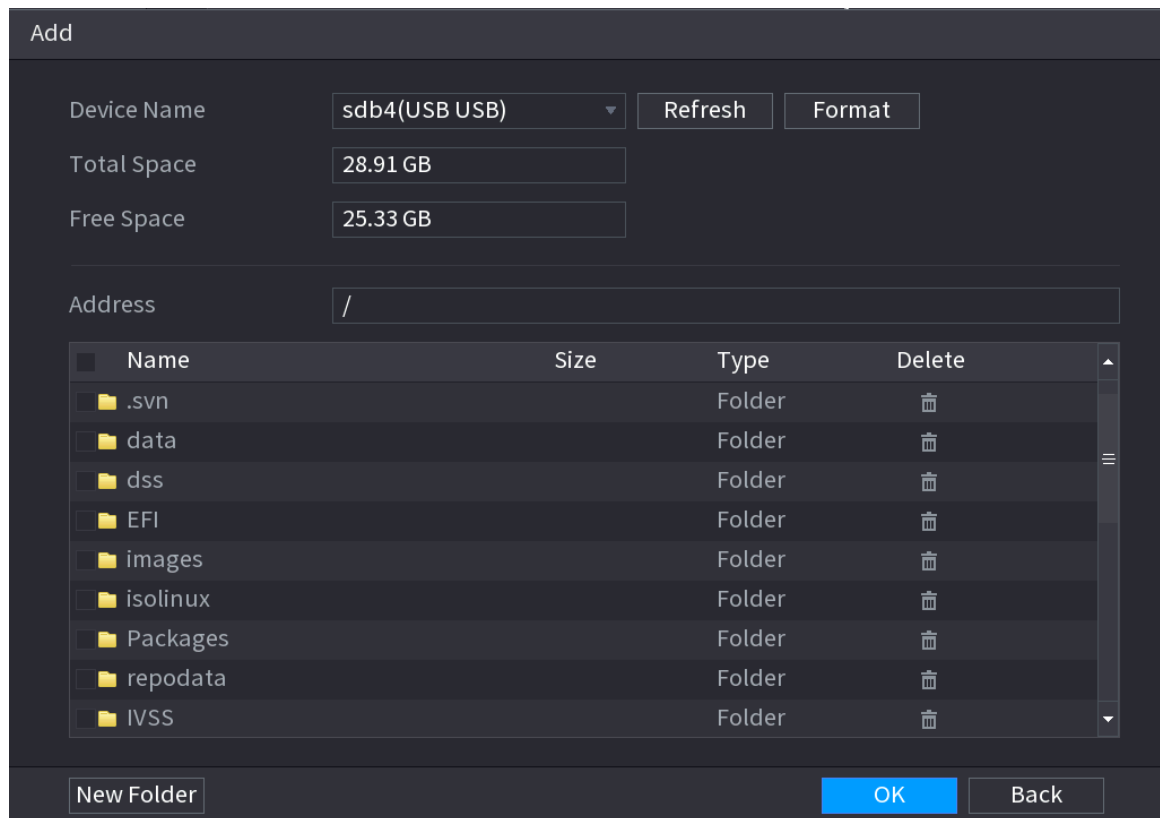 Add
Device Name sdb4(USB USB) Refresh Format
Total Space 28.91 GB
Free Space 25.33 GB
Address /
Name Size Type Delete
.svn Folder
data Folder
dss Folder
EFI Folder
images Folder
isolinux Folder
Packages Folder
repodata Folder
IVSS Folder
New Folder OK Back